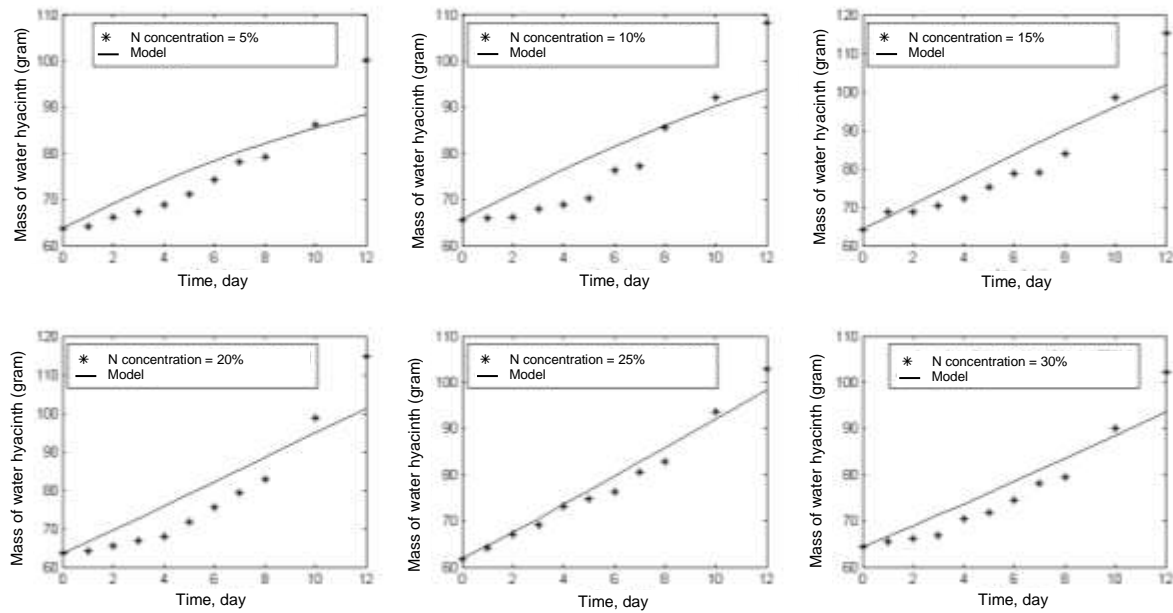 110
100
90
80
70
60
0 2 4 6 8 10 12
Mass of water hyacinth (gram)
Time, day
N concentration = 5%
Model
110
100
90
80
70
60
0 2 4 6 8 10 12
Mass of water hyacinth (gram)
Time, day
N concentration = 10%
Model
120
110
100
90
80
70
60
0 2 4 6 8 10 12
Mass of water hyacinth (gram)
Time, day
N concentration = 15%
Model
120
110
100
90
80
70
60
0 2 4 6 8 10 12
Mass of water hyacinth (gram)
Time, day
N concentration = 20%
Model
110
100
90
80
70
60
0 2 4 6 8 10 12
Mass of water hyacinth (gram)
Time, day
N concentration = 25%
Model
110
100
90
80
70
60
0 2 4 6 8 10 12
Mass of water hyacinth (gram)
Time, day
N concentration = 30%
Model